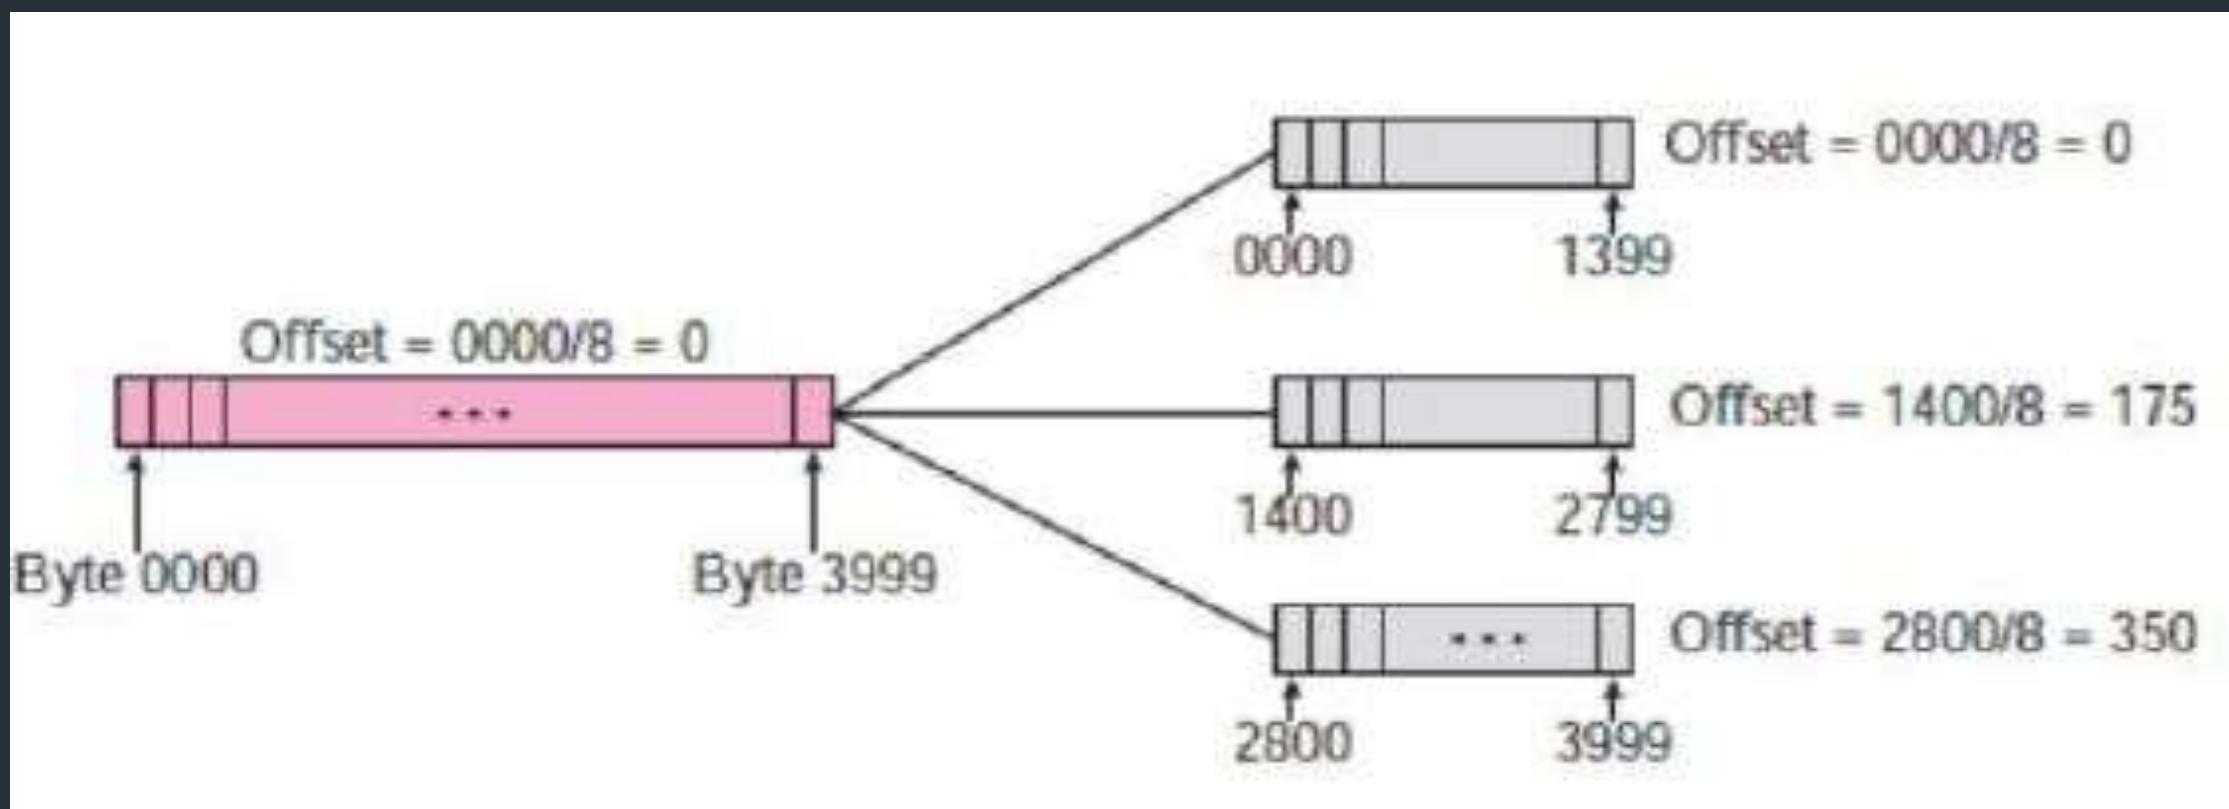 Offset = 0000/8 = 0
Byte 0000
Byte 3999
Offset = 0000/8 = 0
0000
1399
Offset = 1400/8 = 175
1400
2799
Offset = 2800/8 = 350
2800
3999